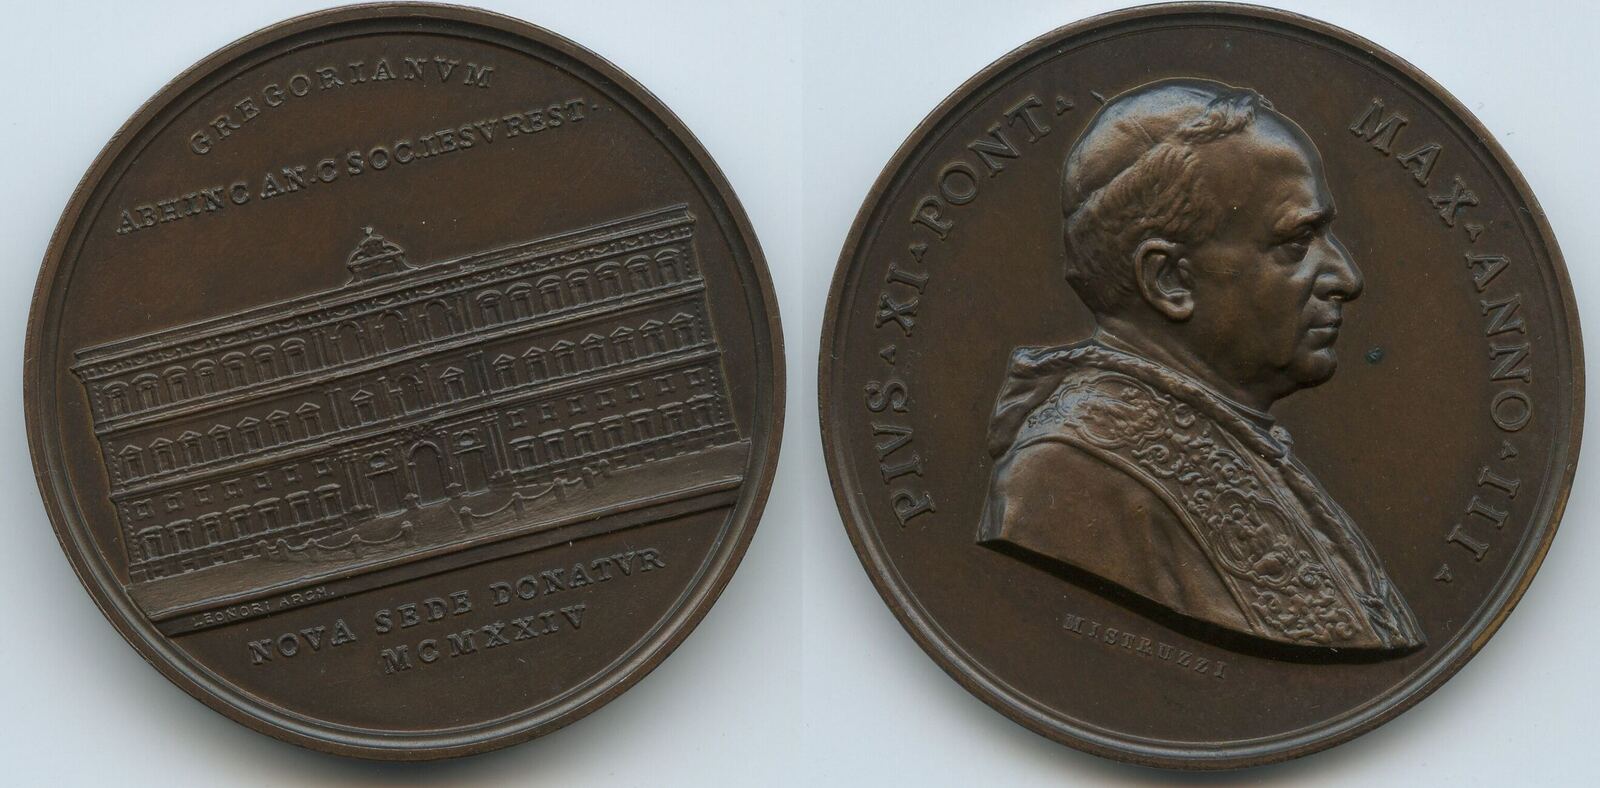 GREGORIANVM
ABHINC AN.C SOC.IESV REST.
LEONORI ARCH.
NOVA SEDE DONATVR
MCMXXIV
PIVS XI PONT MAX ANNO III
MISTRUZZI